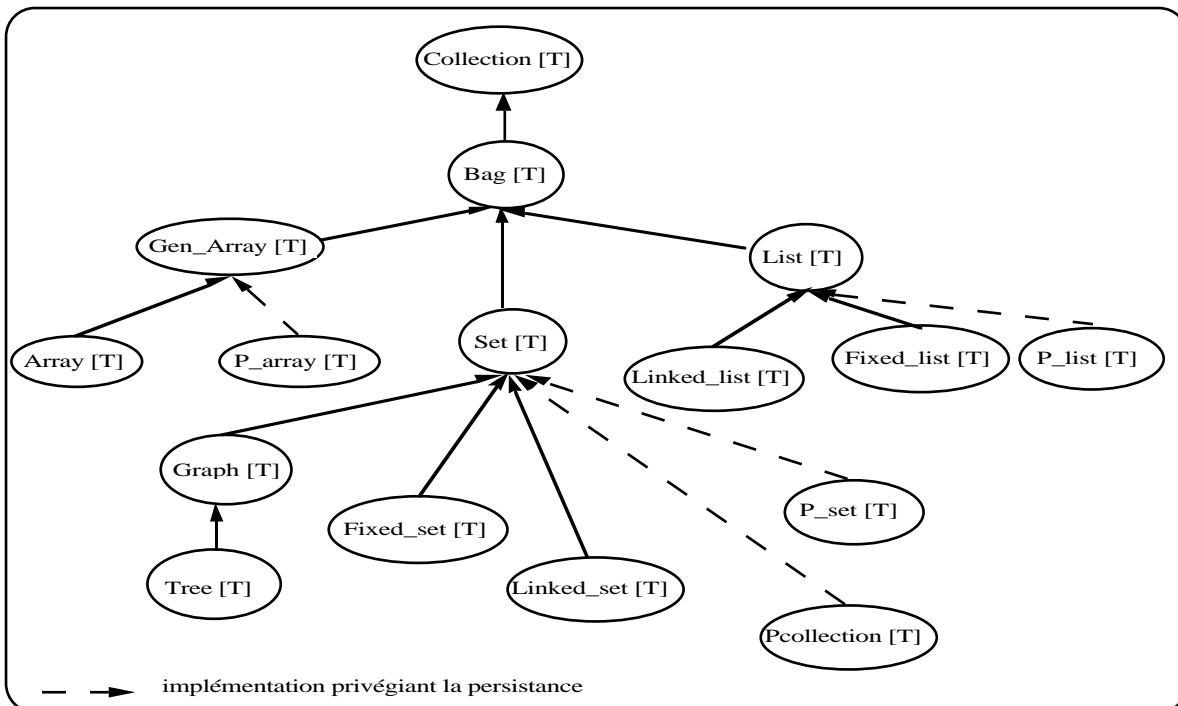 Collection [T]
Bag [T]
Gen_Array [T]
List [T]
Array [T]
P_array [T]
Set [T]
Linked_list [T]
Fixed_list [T]
P_list [T]
Graph [T]
Fixed_set [T]
P_set [T]
Tree [T]
Linked_set [T]
Pcollection [T]
implémentation privégiant la persistance